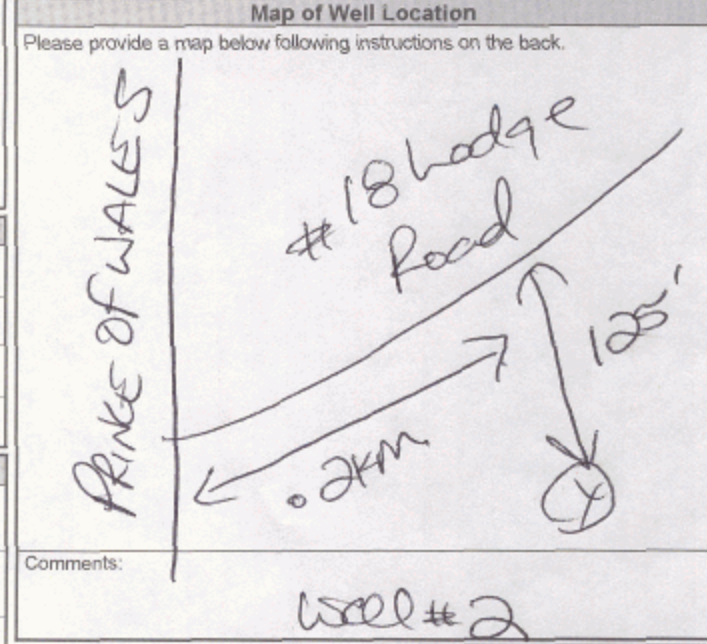 Map of Well Location
Please provide a map below following instructions on the back.
PRINCE OF WALES
#18 Lodge
Road
125'
.2KM
X
Comments:
Well #2